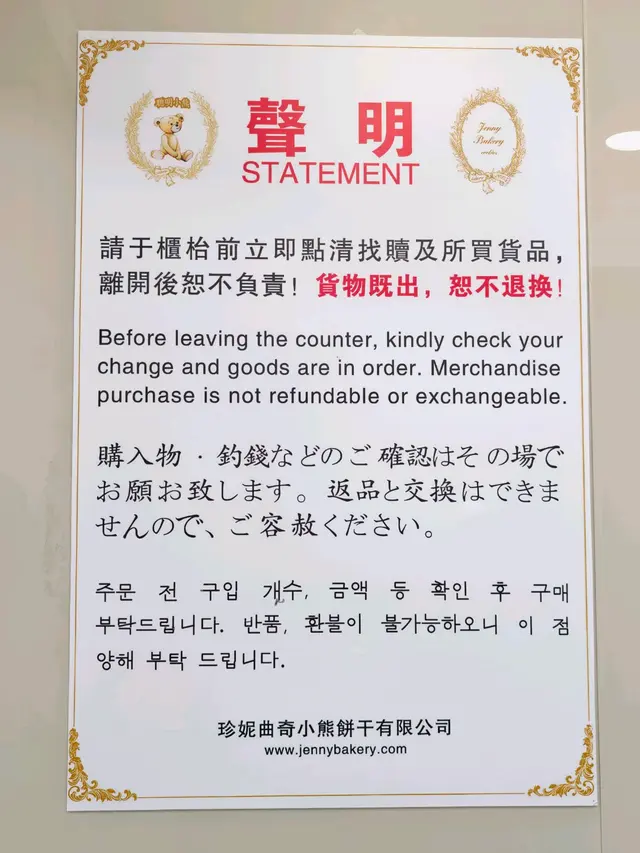 聰明小熊
聲 明
STATEMENT
Jenny
Bakery
cookies
請于櫃枱前立即點清找贖及所買貨品，
離開後恕不負責！貨物既出，恕不退換！
Before leaving the counter, kindly check your
change and goods are in order. Merchandise
purchase is not refundable or exchangeable.
購入物・釣錢などのご確認はその場で
お願お致します。返品と交換はできま
せんので、ご容赦ください。
주문 전 구입 개수, 금액 등 확인 후 구매
부탁드립니다. 반품, 환불이 불가능하오니 이 점
양해 부탁 드립니다.
珍妮曲奇小熊餅干有限公司
www.jennybakery.com